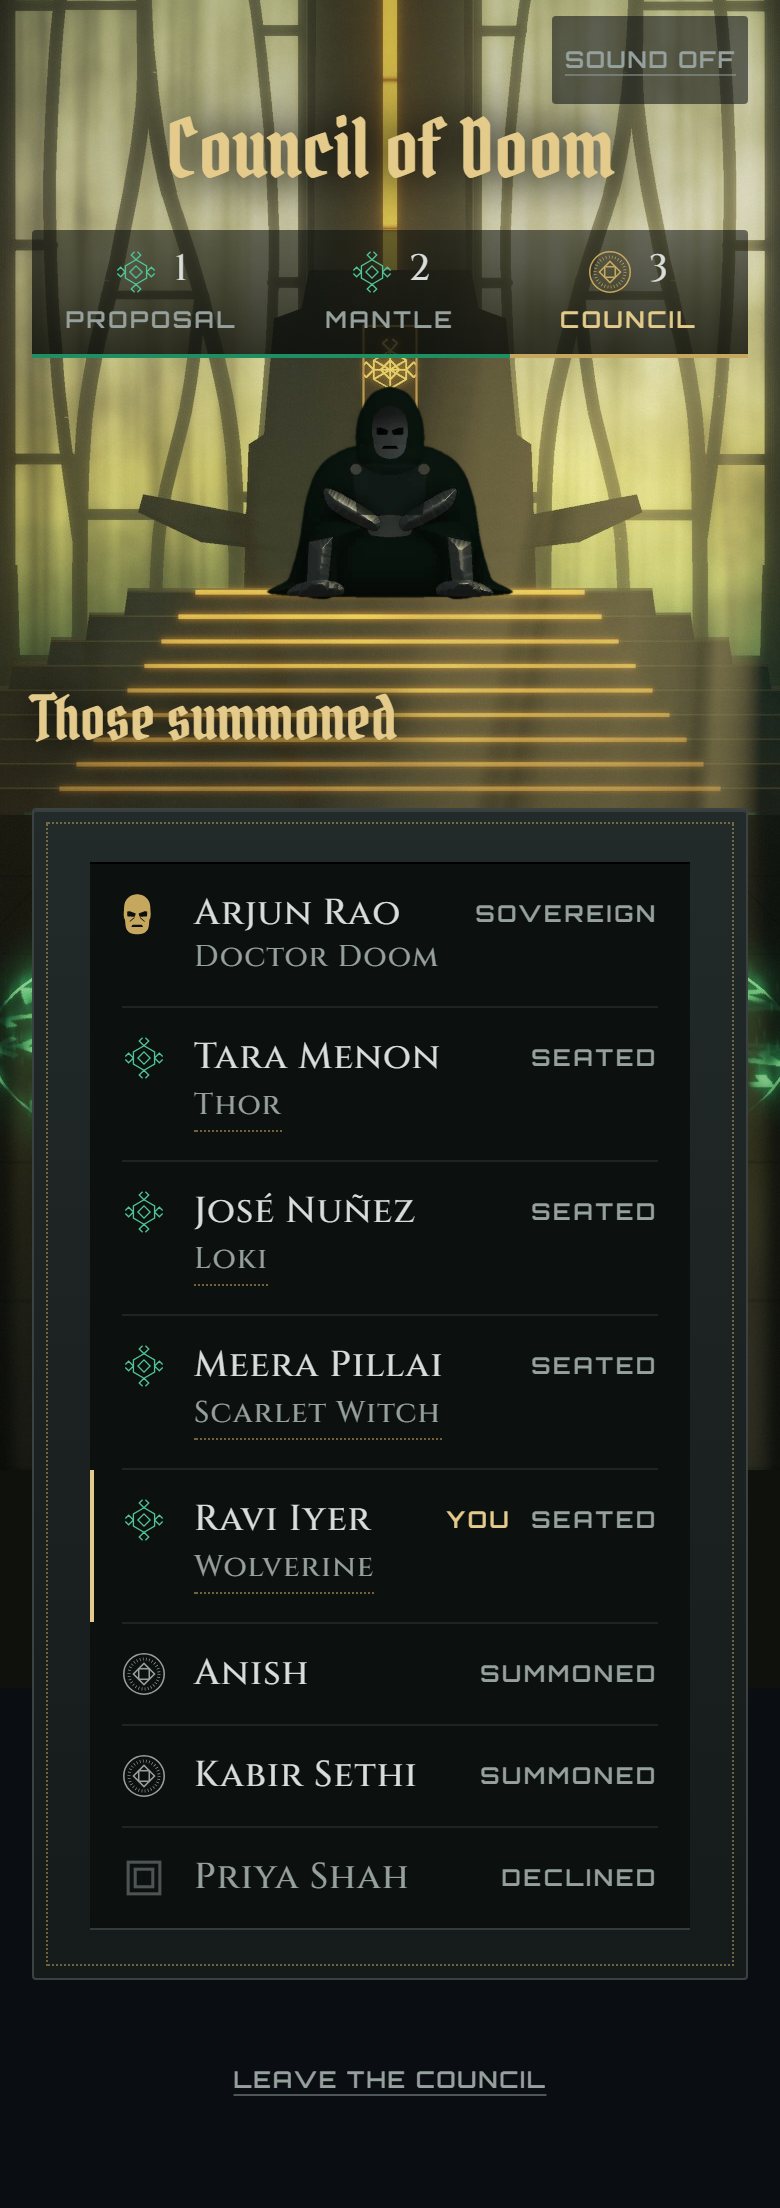 SOUND OFF
Council of Doom
1 2 3
PROPOSAL MANTLE COUNCIL
Those summoned
Arjun Rao SOVEREIGN
Doctor Doom
Tara Menon SEATED
Thor
José Nuñez SEATED
Loki
Meera Pillai SEATED
Scarlet Witch
Ravi Iyer YOU SEATED
Wolverine
Anish SUMMONED
Kabir Sethi SUMMONED
Priya Shah DECLINED
LEAVE THE COUNCIL